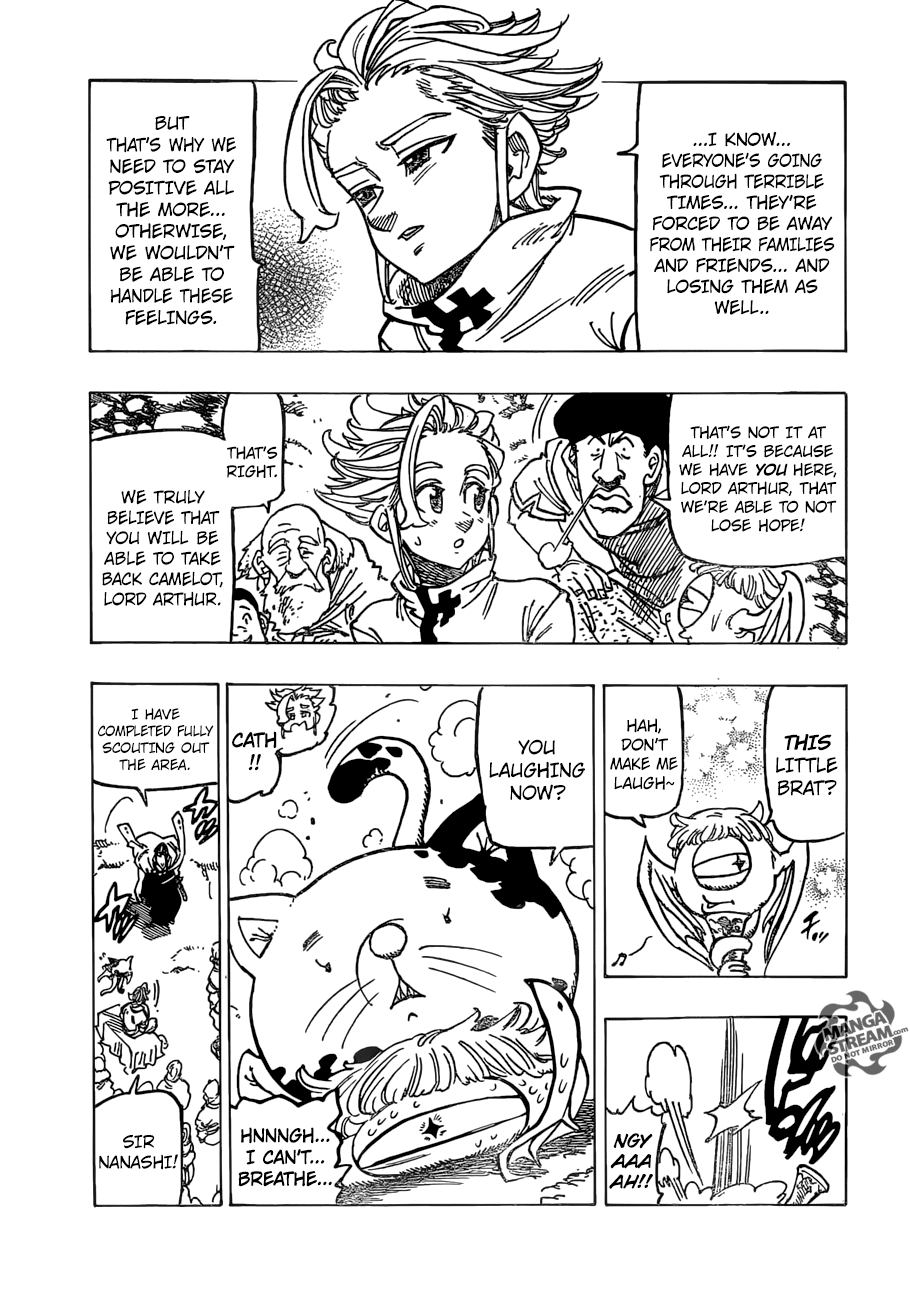 ...I KNOW...
EVERYONE'S GOING
THROUGH TERRIBLE
TIMES... THEY'RE
FORCED TO BE AWAY
FROM THEIR FAMILIES
AND FRIENDS... AND
LOSING THEM AS
WELL..
BUT
THAT'S WHY WE
NEED TO STAY
POSITIVE ALL
THE MORE...
OTHERWISE,
WE WOULDN'T
BE ABLE TO
HANDLE THESE
FEELINGS.
THAT'S NOT IT AT
ALL!! IT'S BECAUSE
WE HAVE YOU HERE,
LORD ARTHUR, THAT
WE'RE ABLE TO NOT
LOSE HOPE!
THAT'S
RIGHT.
WE TRULY
BELIEVE THAT
YOU WILL BE
ABLE TO TAKE
BACK CAMELOT,
LORD ARTHUR.
THIS
LITTLE
BRAT?
HAH,
DON'T
MAKE ME
LAUGH~
MANGA
STREAM.com
DO NOT MIRROR
NGY
AAA
AH!!
YOU
LAUGHING
NOW?
CATH
!!
HNNNGH...
I CAN'T...
BREATHE...
I HAVE
COMPLETED FULLY
SCOUTING OUT
THE AREA.
SIR
NANASHI!